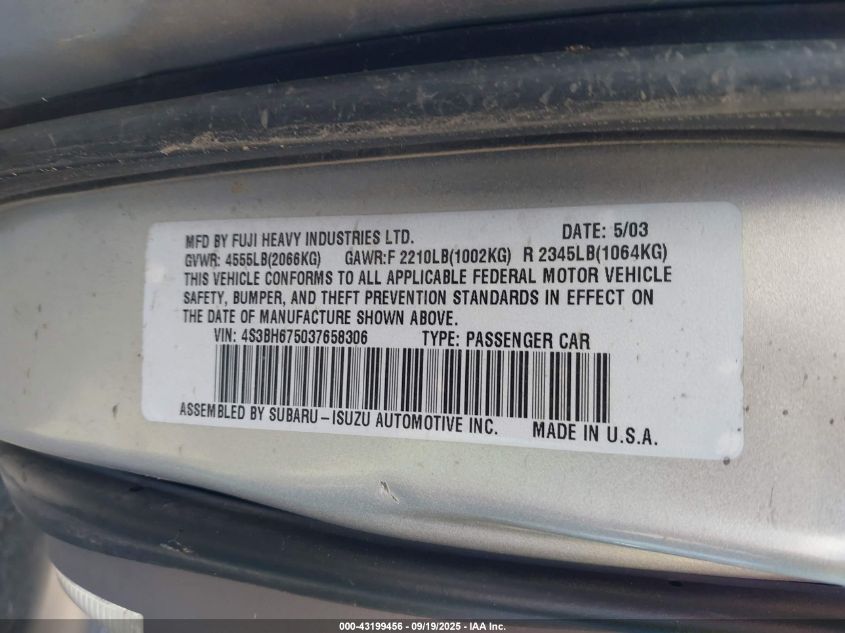 MFD BY FUJI HEAVY INDUSTRIES LTD. DATE: 5/03
GVWR: 4555LB(2066KG) GAWR:F 2210LB(1002KG) R 2345LB(1064KG)
THIS VEHICLE CONFORMS TO ALL APPLICABLE FEDERAL MOTOR VEHICLE
SAFETY, BUMPER, AND THEFT PREVENTION STANDARDS IN EFFECT ON
THE DATE OF MANUFACTURE SHOWN ABOVE.
VIN: 4S3BH675037658306 TYPE: PASSENGER CAR
ASSEMBLED BY SUBARU-ISUZU AUTOMOTIVE INC. MADE IN U.S.A.
000-43199456 - 09/19/2025 - IAA Inc.